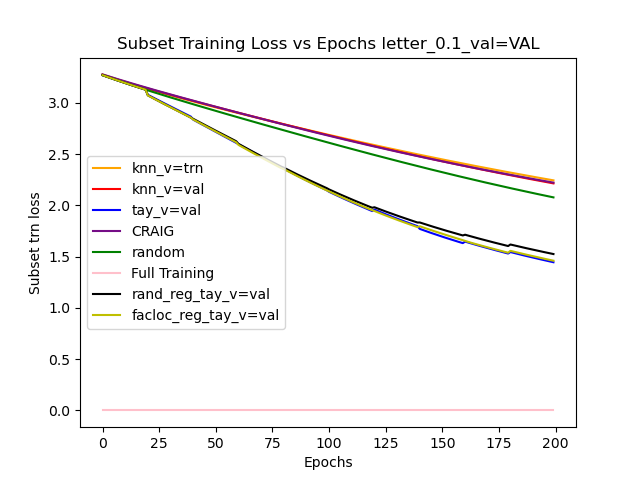 Subset Training Loss vs Epochs letter_0.1_val=VAL
3.0
2.5
2.0
1.5
1.0
0.5
0.0
Subset trn loss
knn_v=trn
knn_v=val
tay_v=val
CRAIG
random
Full Training
rand_reg_tay_v=val
facloc_reg_tay_v=val
0 25 50 75 100 125 150 175 200
Epochs